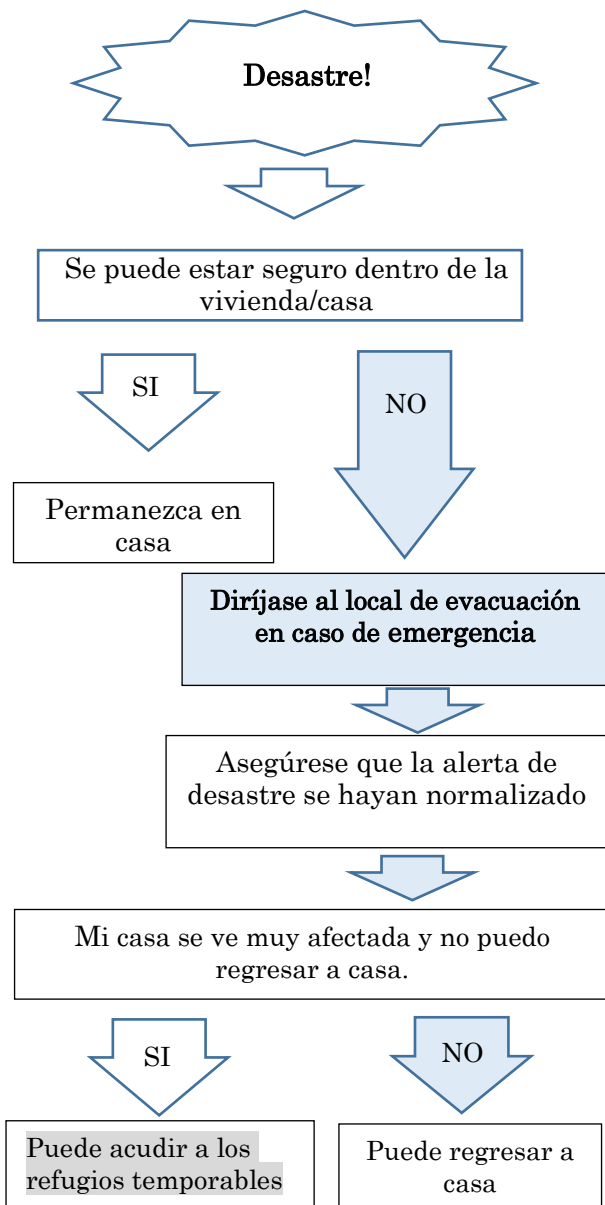 Desastre!
Se puede estar seguro dentro de la
vivienda/casa
SI
NO
Permanezca en
casa
Diríjase al local de evacuación
en caso de emergencia
Asegúrese que la alerta de
desastre se hayan normalizado
Mi casa se ve muy afectada y no puedo
regresar a casa.
SI
NO
Puede acudir a los
refugios temporables
Puede regresar a
casa